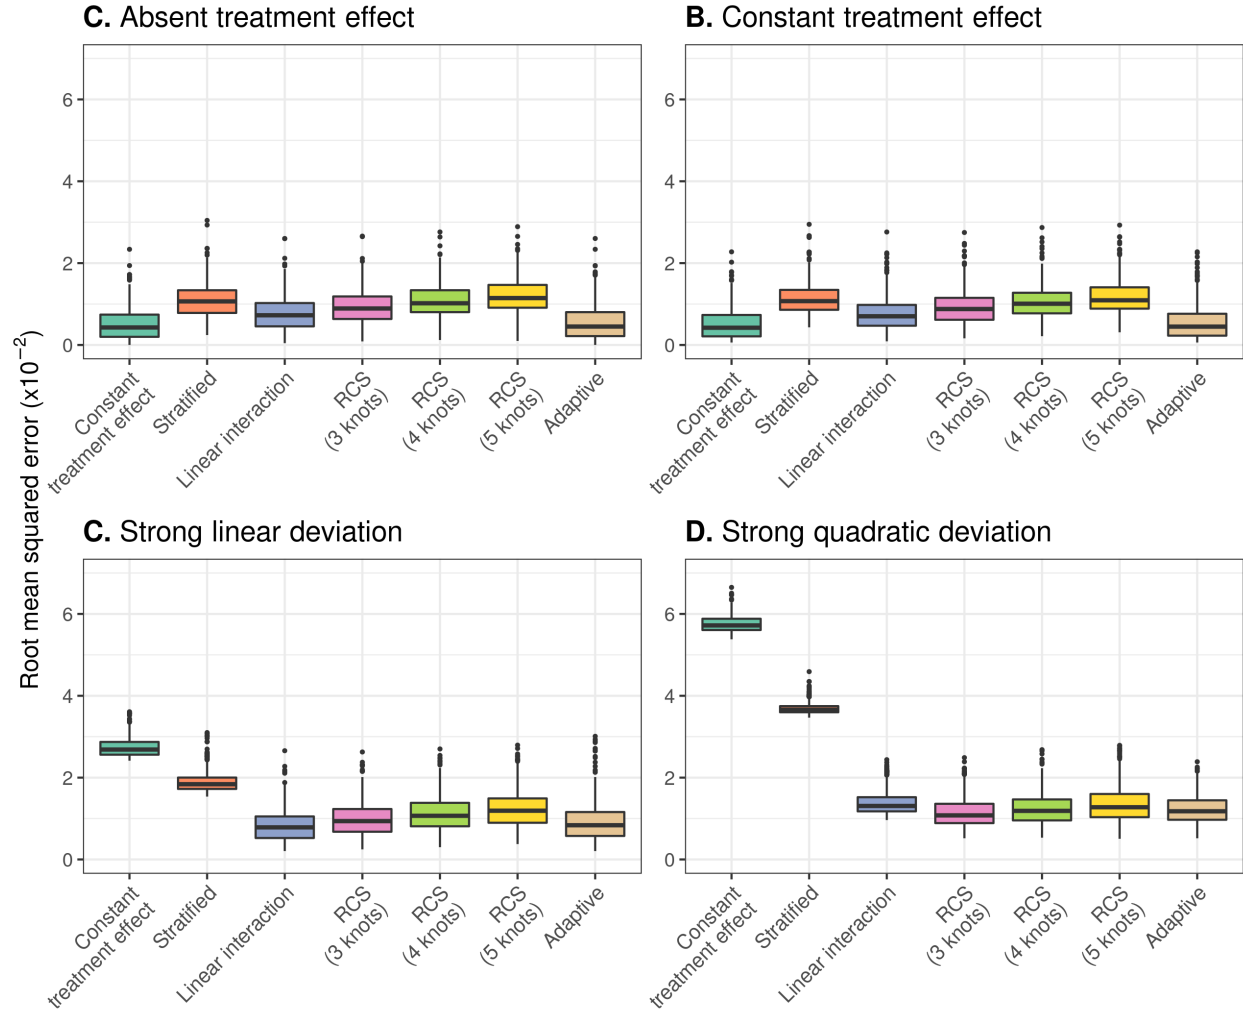 C. Absent treatment effect
B. Constant treatment effect
Root mean squared error (x10⁻²)
6
4
2
0
Constant
treatment effect
Stratified
Linear interaction
RCS
(3 knots)
RCS
(4 knots)
RCS
(5 knots)
Adaptive
6
4
2
0
Constant
treatment effect
Stratified
Linear interaction
RCS
(3 knots)
RCS
(4 knots)
RCS
(5 knots)
Adaptive
C. Strong linear deviation
D. Strong quadratic deviation
6
4
2
0
Constant
treatment effect
Stratified
Linear interaction
RCS
(3 knots)
RCS
(4 knots)
RCS
(5 knots)
Adaptive
6
4
2
0
Constant
treatment effect
Stratified
Linear interaction
RCS
(3 knots)
RCS
(4 knots)
RCS
(5 knots)
Adaptive